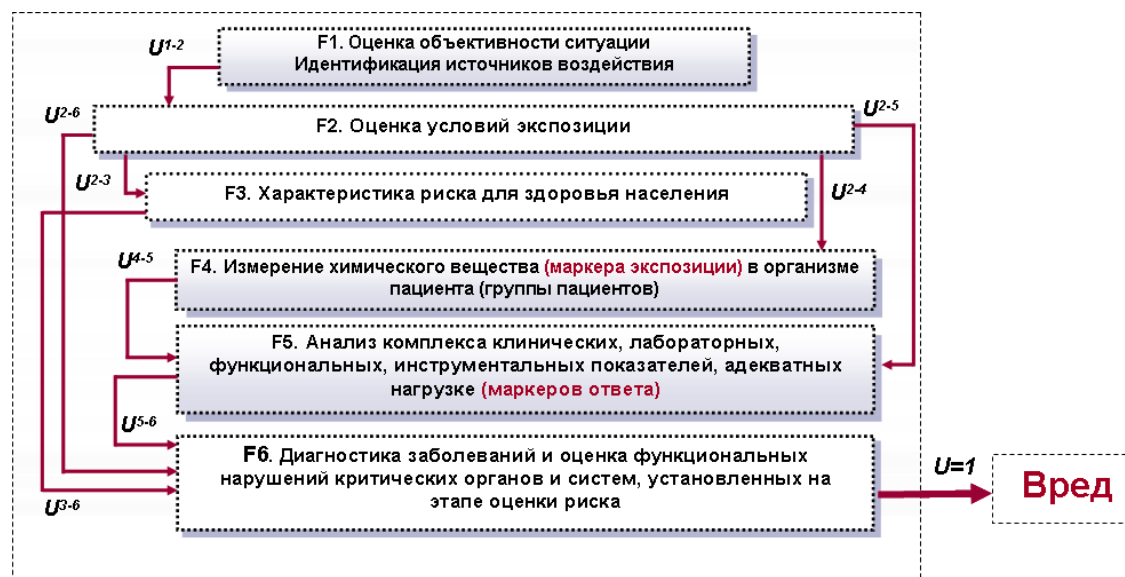 U1-2
F1. Оценка объективности ситуации
Идентификация источников воздействия
U2-6
F2. Оценка условий экспозиции
U2-5
U2-3
F3. Характеристика риска для здоровья населения
U2-4
U4-5
F4. Измерение химического вещества (маркера экспозиции) в организме
пациента (группы пациентов)
F5. Анализ комплекса клинических, лабораторных,
функциональных, инструментальных показателей, адекватных
нагрузке (маркеров ответа)
U5-6
F6. Диагностика заболеваний и оценка функциональных
нарушений критических органов и систем, установленных на
этапе оценки риска
U3-6
U=1
Вред